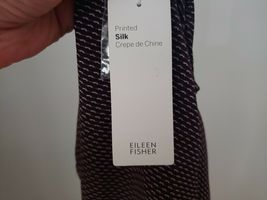 Printed
Silk
Crepe de Chine
EILEEN
FISHER